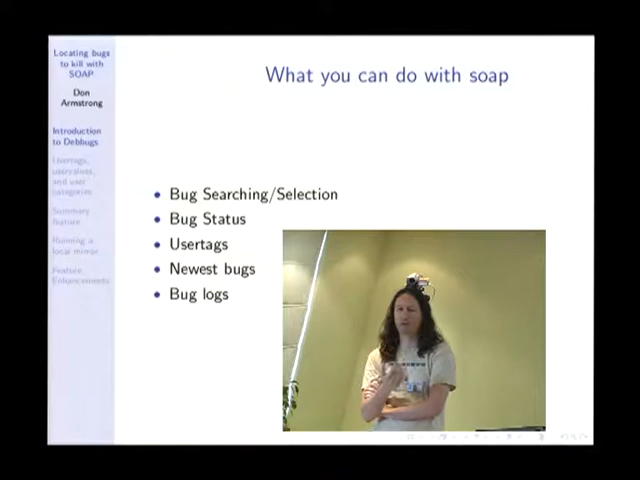 Locating bugs
to kill with
SOAP
Don
Armstrong
Introduction
to Debbugs
Usertags,
uservalues,
and user
categories
Summary
feature
Running a
local mirror
Feature
Enhancements
What you can do with soap
• Bug Searching/Selection
• Bug Status
• Usertags
• Newest bugs
• Bug logs